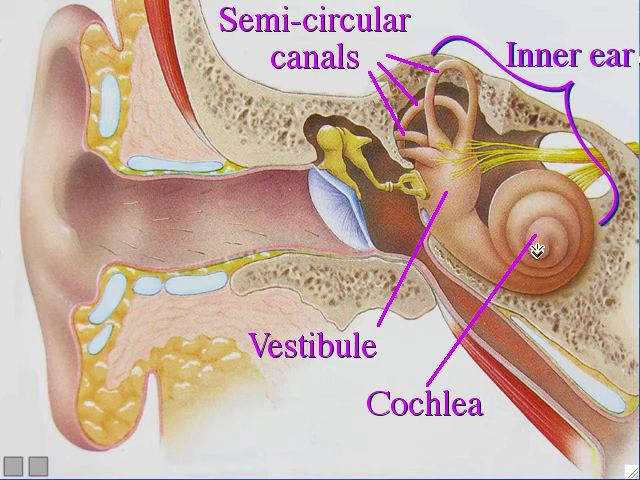 Semi-circular
canals
Inner ear
Vestibule
Cochlea